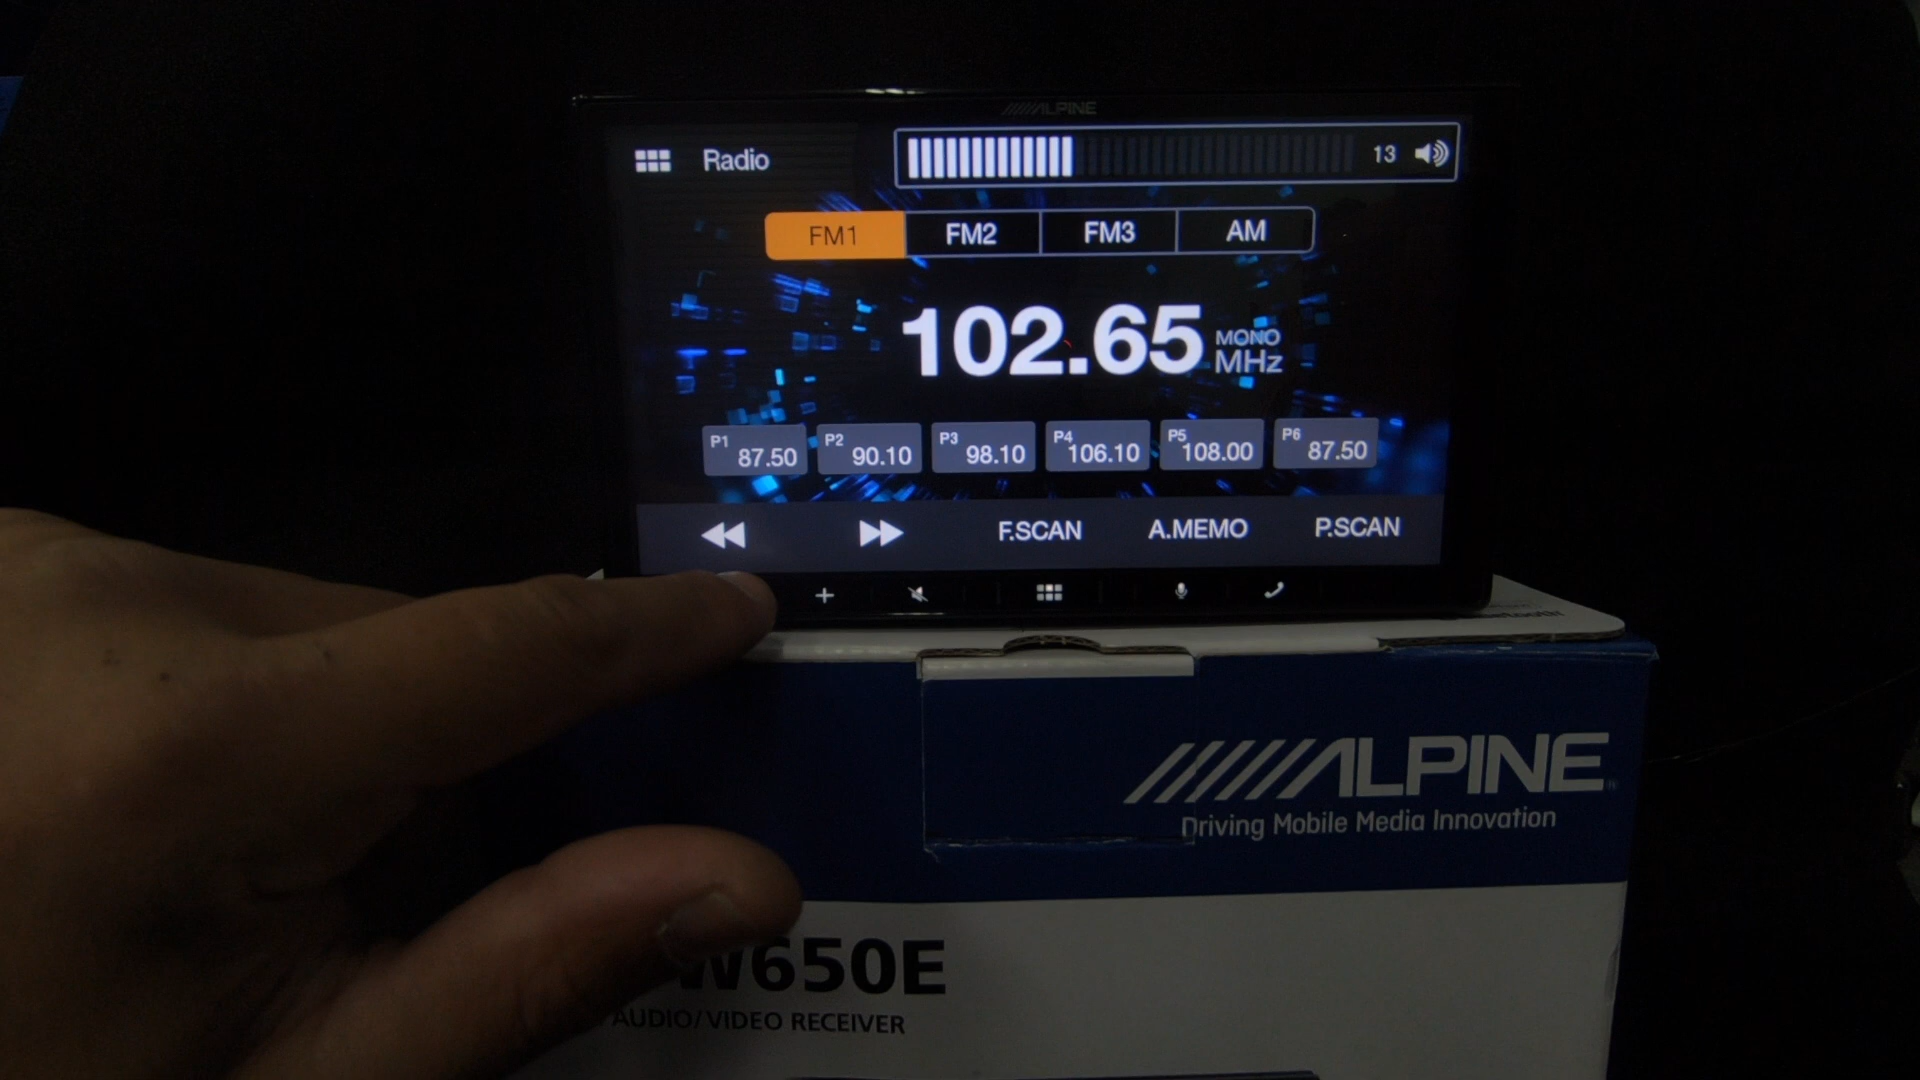 ALPINE
Radio
13
FM1 FM2 FM3 AM
102.65 MONO MHz
P1 87.50 P2 90.10 P3 98.10 P4 106.10 P5 108.00 P6 87.50
F.SCAN A.MEMO P.SCAN
ALPINE
Driving Mobile Media Innovation
W650E
AUDIO/VIDEO RECEIVER